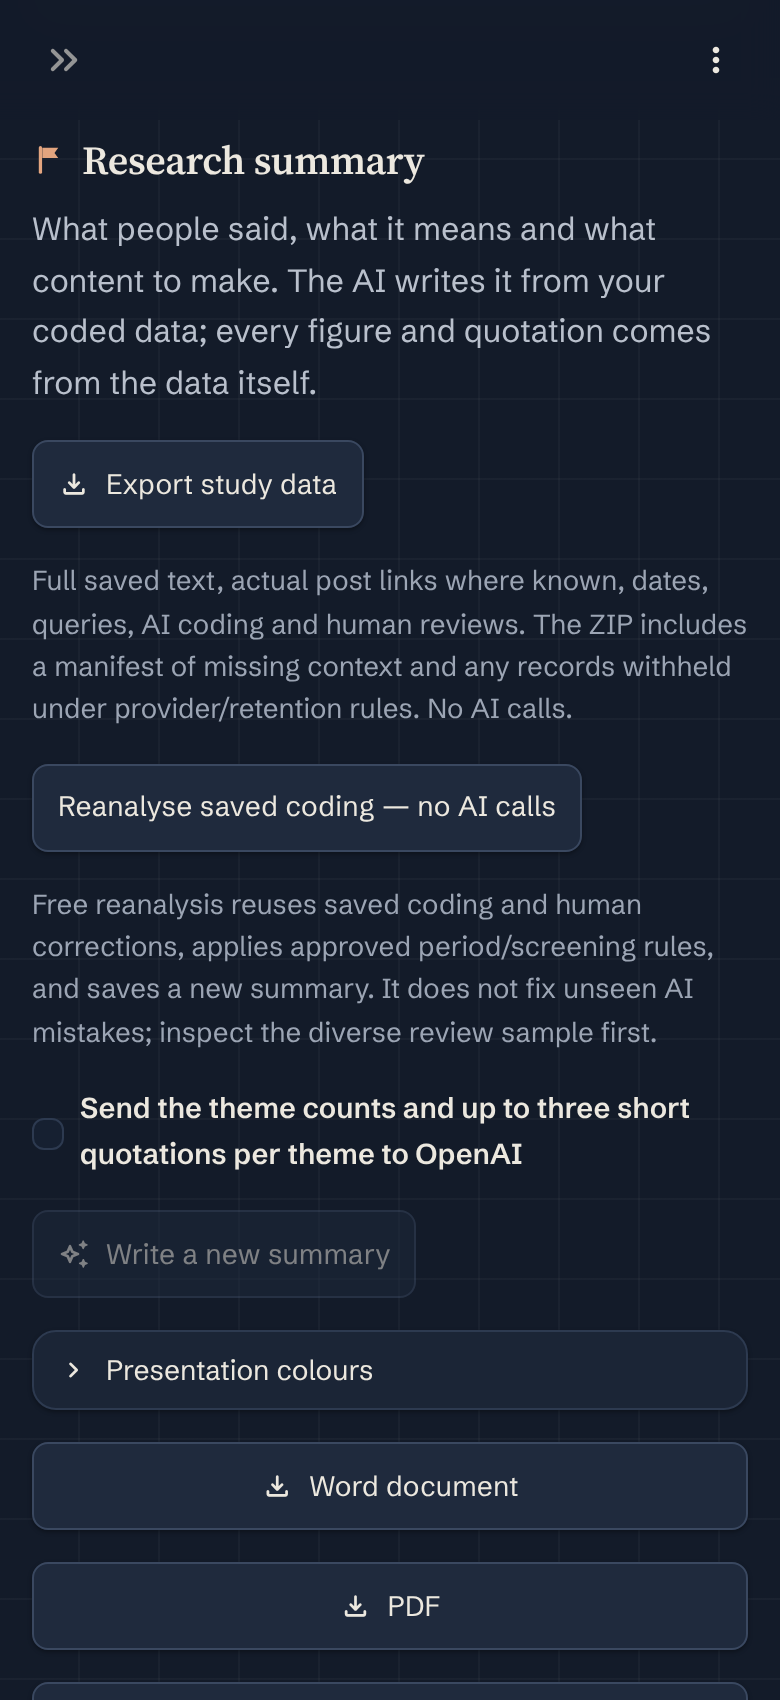 Research summary
What people said, what it means and what
content to make. The AI writes it from your
coded data; every figure and quotation comes
from the data itself.
Export study data
Full saved text, actual post links where known, dates,
queries, AI coding and human reviews. The ZIP includes
a manifest of missing context and any records withheld
under provider/retention rules. No AI calls.
Reanalyse saved coding — no AI calls
Free reanalysis reuses saved coding and human
corrections, applies approved period/screening rules,
and saves a new summary. It does not fix unseen AI
mistakes; inspect the diverse review sample first.
Send the theme counts and up to three short
quotations per theme to OpenAI
Write a new summary
Presentation colours
Word document
PDF